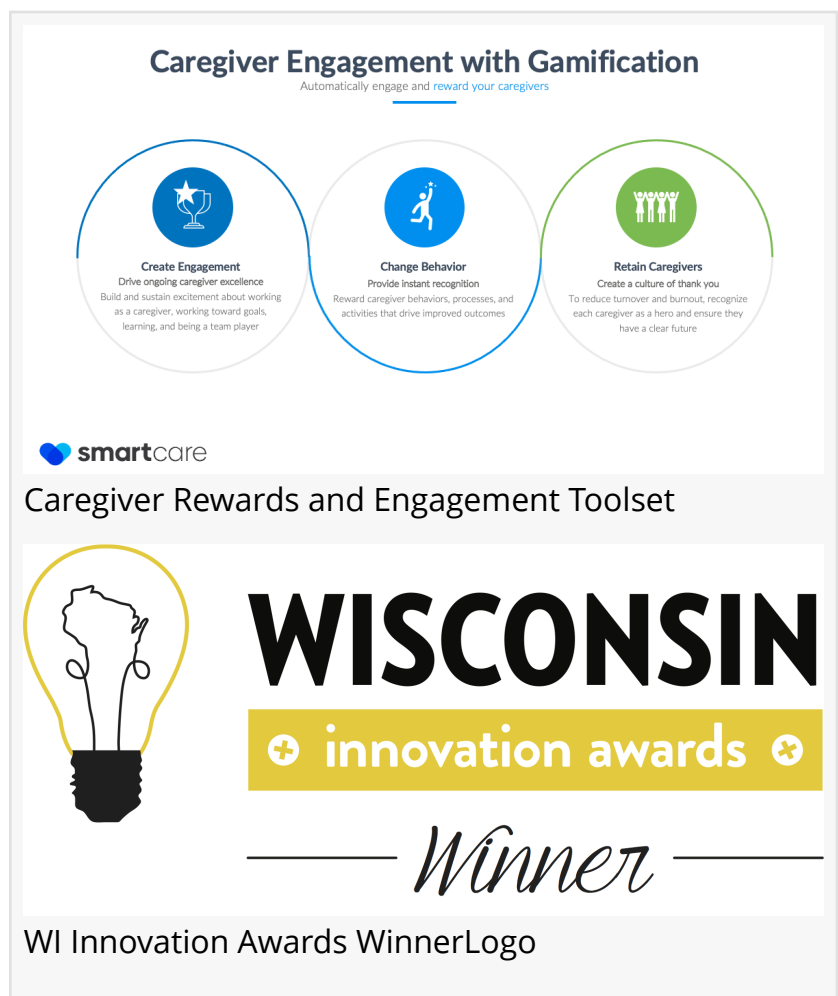 Caregiver Engagement with Gamification
Automatically engage and reward your caregivers
Create Engagement
Drive ongoing caregiver excellence
Build and sustain excitement about working
as a caregiver, working toward goals,
learning, and being a team player
Change Behavior
Provide instant recognition
Reward caregiver behaviors, processes, and
activities that drive improved outcomes
Retain Caregivers
Create a culture of thank you
To reduce turnover and burnout, recognize
each caregiver as a hero and ensure they
have a clear future
smartcare
Caregiver Rewards and Engagement Toolset
WISCONSIN
innovation awards
Winner
WI Innovation Awards WinnerLogo